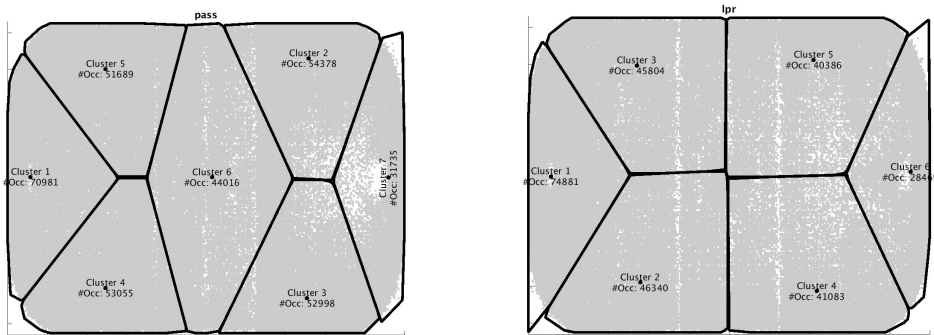 pass
Cluster 5
#Occ: 51689
Cluster 2
#Occ: 54378
Cluster 1
#Occ: 70981
Cluster 6
#Occ: 44016
Cluster 7
#Occ: 31735
Cluster 4
#Occ: 53055
Cluster 3
#Occ: 52998
lpr
Cluster 3
#Occ: 45804
Cluster 5
#Occ: 40386
Cluster 1
#Occ: 74881
Cluster 6
#Occ: 2846
Cluster 2
#Occ: 46340
Cluster 4
#Occ: 41083